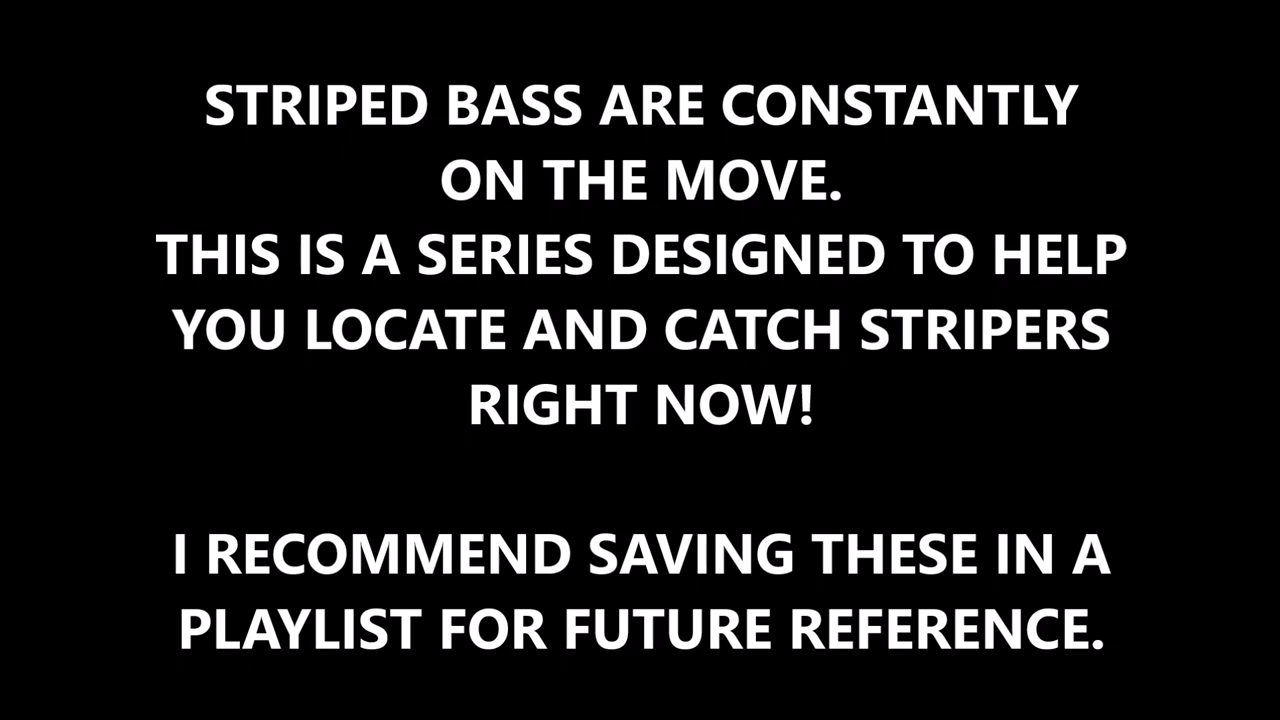 STRIPED BASS ARE CONSTANTLY
ON THE MOVE.
THIS IS A SERIES DESIGNED TO HELP
YOU LOCATE AND CATCH STRIPERS
RIGHT NOW!
I RECOMMEND SAVING THESE IN A
PLAYLIST FOR FUTURE REFERENCE.